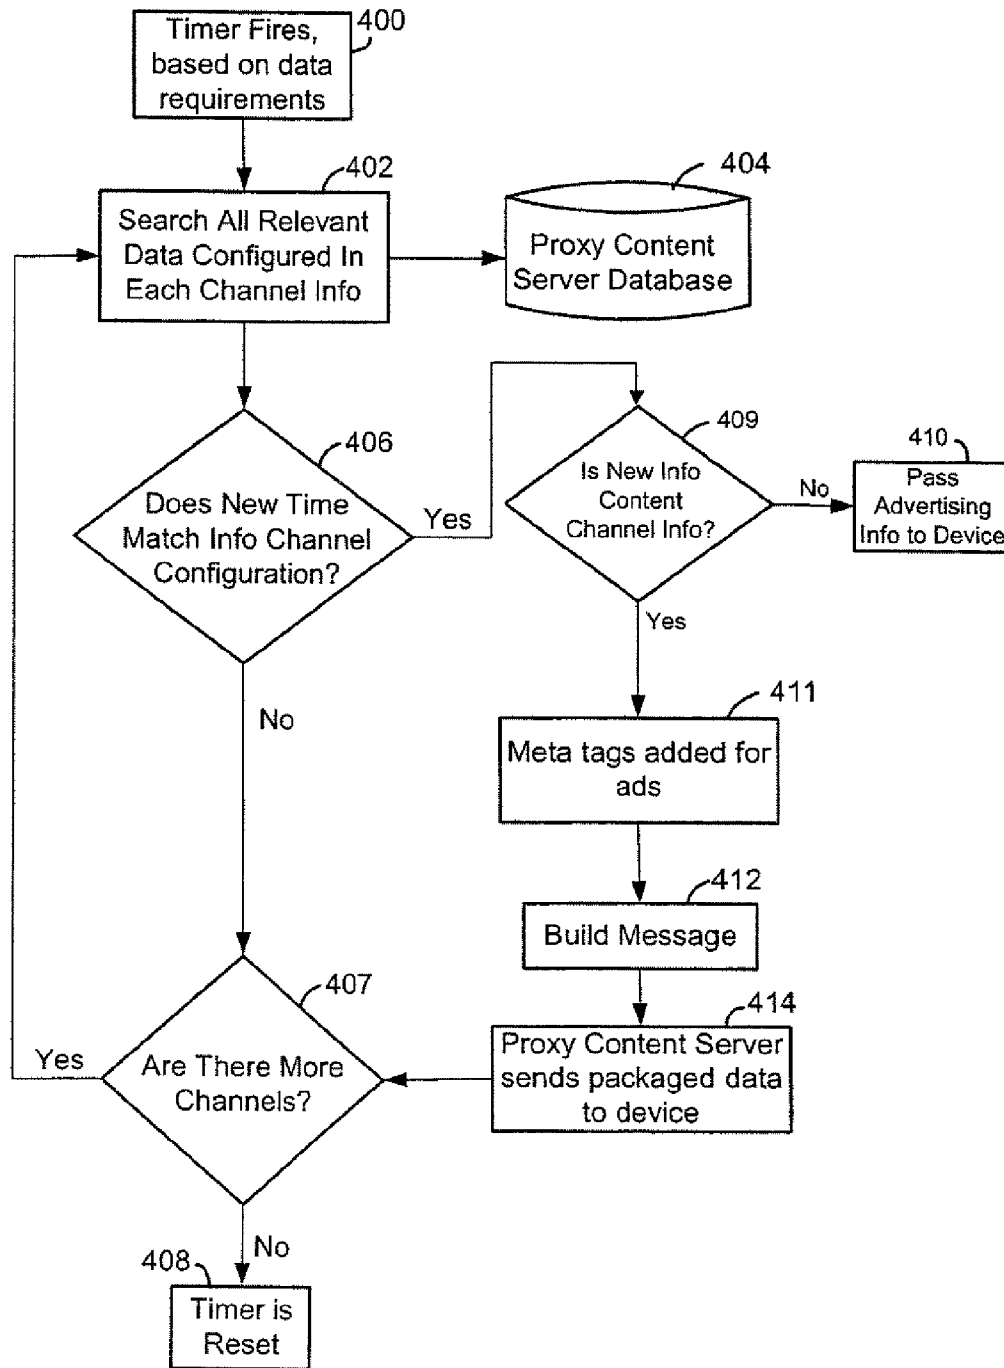 Timer Fires,
based on data
requirements
400
402
Search All Relevant
Data Configured In
Each Channel Info
404
Proxy Content
Server Database
406
Does New Time
Match Info Channel
Configuration?
Yes
No
409
Is New Info
Content
Channel Info?
No
Yes
410
Pass
Advertising
Info to Device
411
Meta tags added for
ads
412
Build Message
414
Proxy Content Server
sends packaged data
to device
407
Are There More
Channels?
Yes
No
408
Timer is
Reset